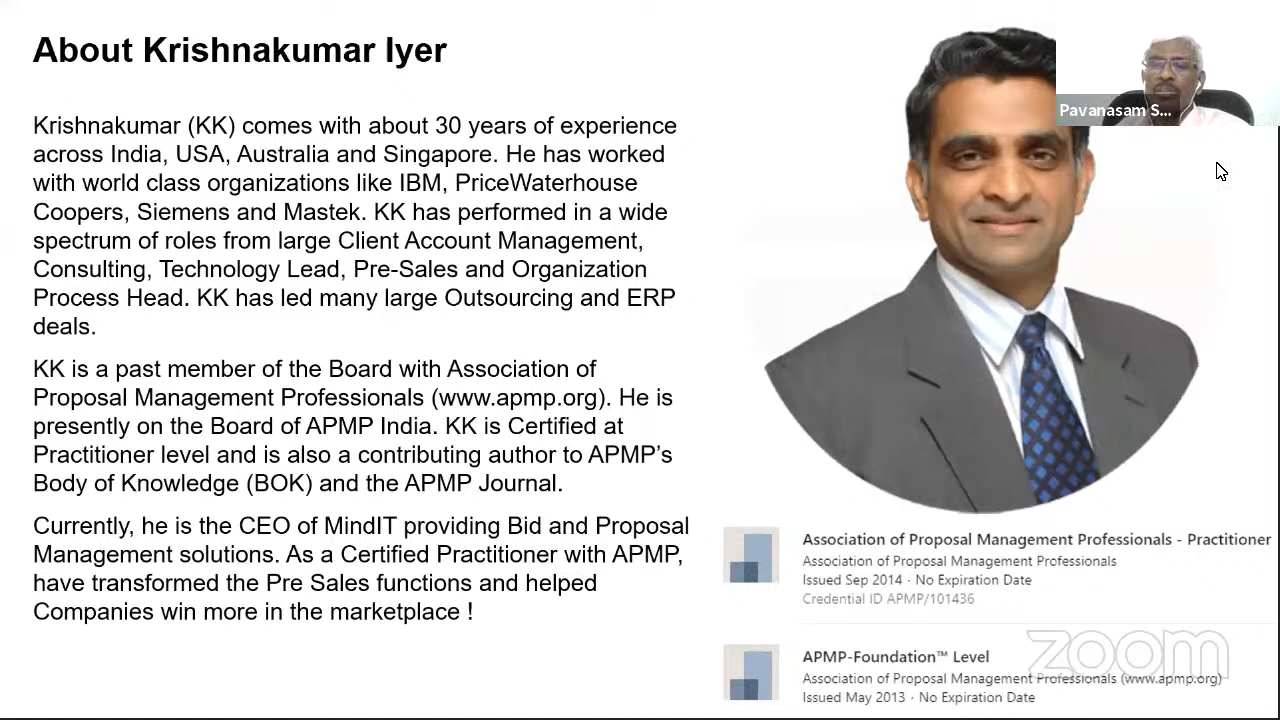 About Krishnakumar Iyer
Krishnakumar (KK) comes with about 30 years of experience
across India, USA, Australia and Singapore. He has worked
with world class organizations like IBM, PriceWaterhouse
Coopers, Siemens and Mastek. KK has performed in a wide
spectrum of roles from large Client Account Management,
Consulting, Technology Lead, Pre-Sales and Organization
Process Head. KK has led many large Outsourcing and ERP
deals.
KK is a past member of the Board with Association of
Proposal Management Professionals (www.apmp.org). He is
presently on the Board of APMP India. KK is Certified at
Practitioner level and is also a contributing author to APMP’s
Body of Knowledge (BOK) and the APMP Journal.
Currently, he is the CEO of MindIT providing Bid and Proposal
Management solutions. As a Certified Practitioner with APMP,
have transformed the Pre Sales functions and helped
Companies win more in the marketplace !
Pavanasam S...
Association of Proposal Management Professionals - Practitioner
Association of Proposal Management Professionals
Issued Sep 2014 · No Expiration Date
Credential ID APMP/101436
APMP-Foundation™ Level
Association of Proposal Management Professionals (www.apmp.org)
Issued May 2013 · No Expiration Date
zoom